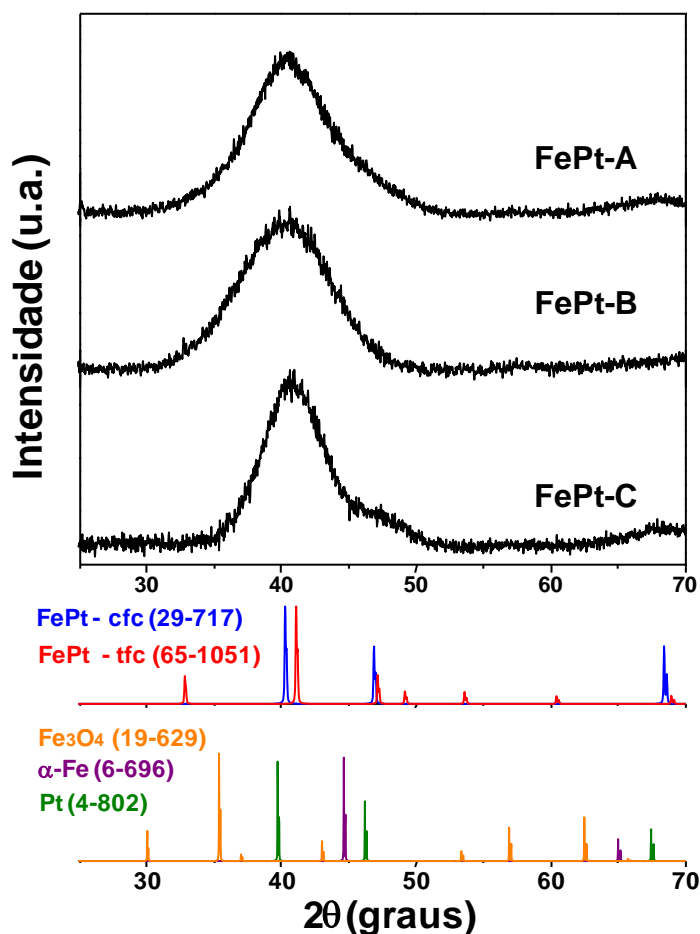 Intensidade (u.a.)
FePt-A
FePt-B
FePt-C
30 40 50 60 70
FePt - cfc (29-717)
FePt - tfc (65-1051)
Fe3O4 (19-629)
α-Fe (6-696)
Pt (4-802)
30 40 50 60 70
2θ (graus)